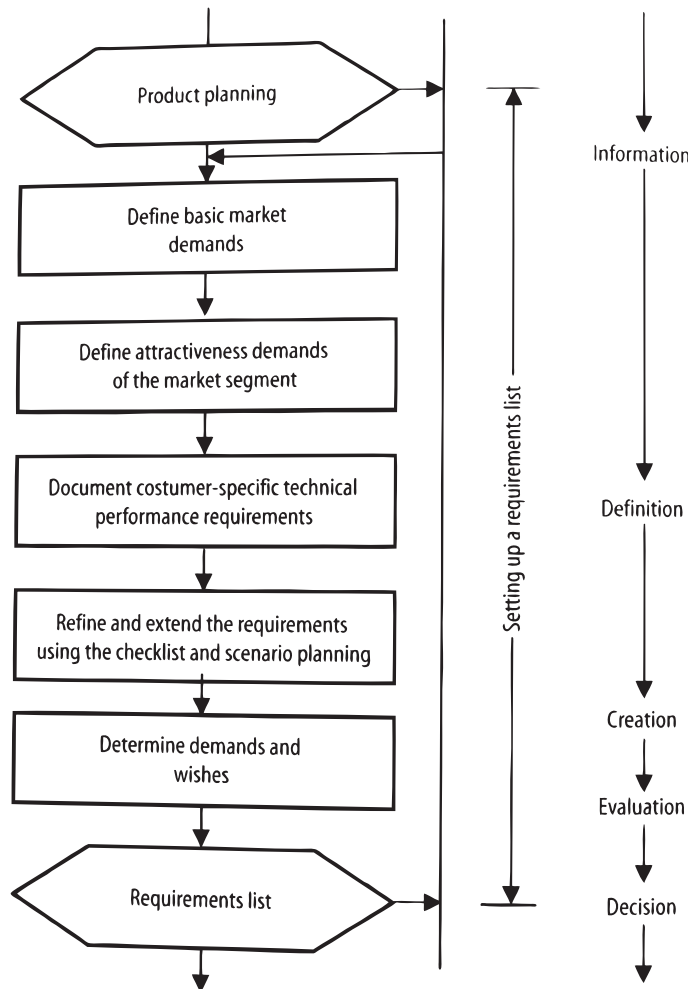 Product planning
Information
Define basic market
demands
Define attractiveness demands
of the market segment
Setting up a requirements list
Document costumer-specific technical
performance requirements
Definition
Refine and extend the requirements
using the checklist and scenario planning
Creation
Determine demands and
wishes
Evaluation
Requirements list
Decision